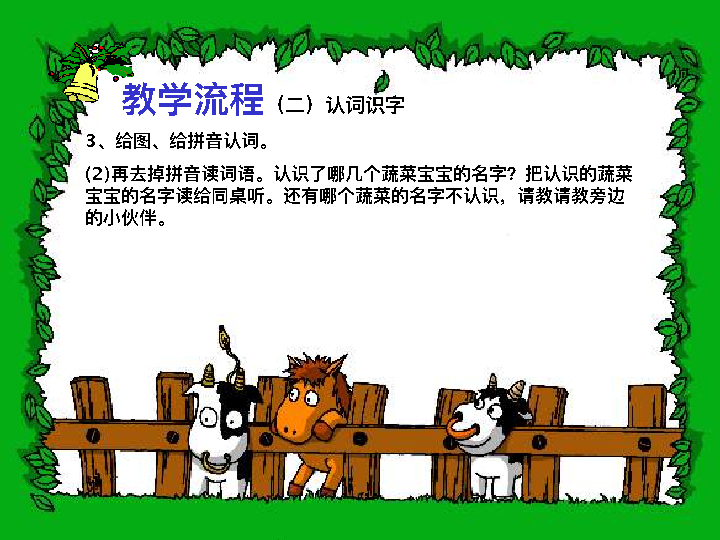 教学流程（二）认词识字
3、给图、给拼音认词。
(2)再去掉拼音读词语。认识了哪几个蔬菜宝宝的名字？把认识的蔬菜
宝宝的名字读给同桌听。还有哪个蔬菜的名字不认识，请教请教旁边
的小伙伴。